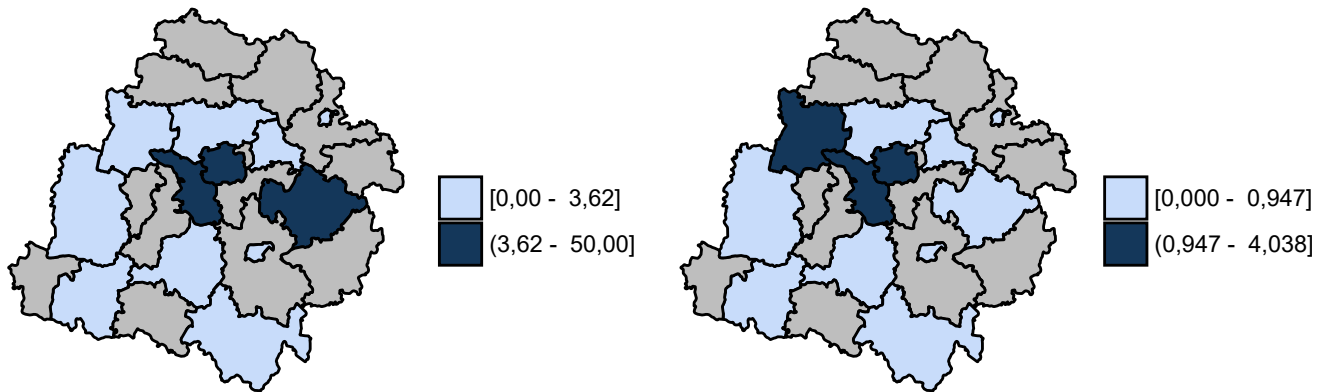 [0,00 - 3,62]
(3,62 - 50,00]
[0,000 - 0,947]
(0,947 - 4,038]